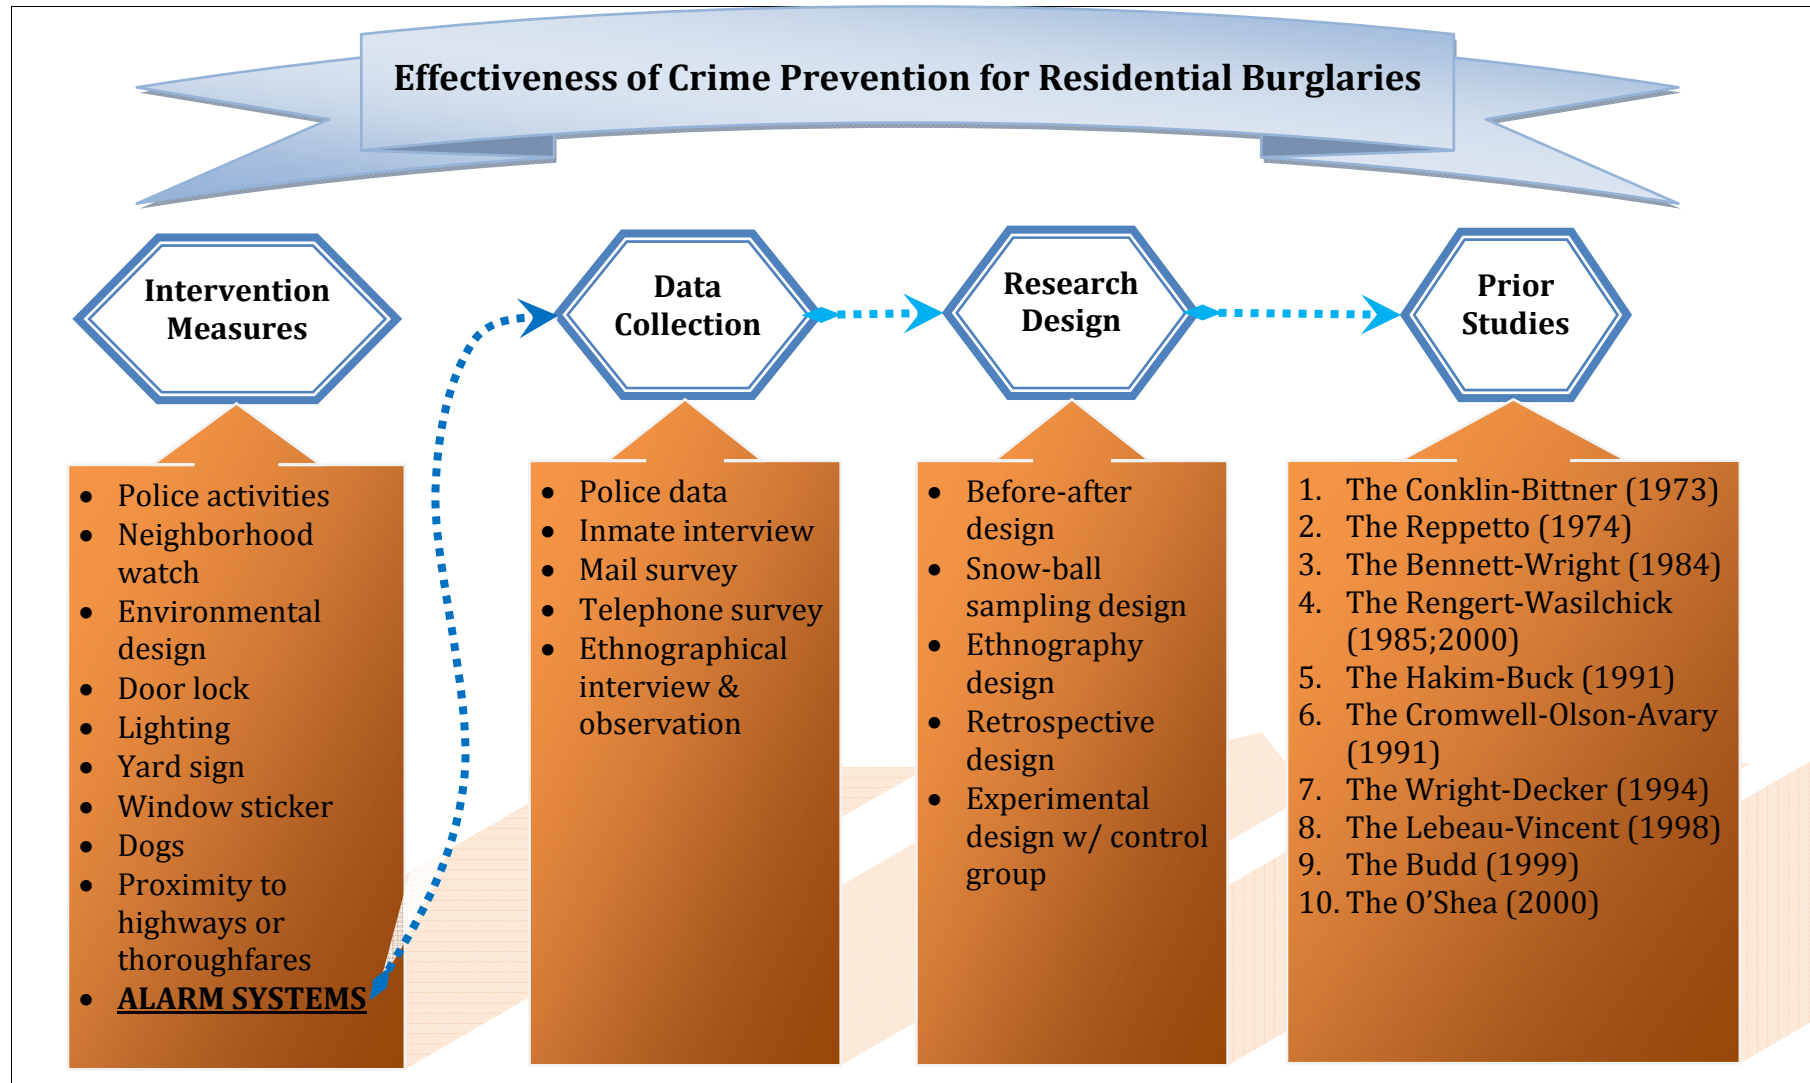 Effectiveness of Crime Prevention for Residential Burglaries
Intervention
Measures
• Police activities
• Neighborhood
watch
• Environmental
design
• Door lock
• Lighting
• Yard sign
• Window sticker
• Dogs
• Proximity to
highways or
thoroughfares
• ALARM SYSTEMS
Data
Collection
• Police data
• Inmate interview
• Mail survey
• Telephone survey
• Ethnographical
interview &
observation
Research
Design
• Before-after
design
• Snow-ball
sampling design
• Ethnography
design
• Retrospective
design
• Experimental
design w/ control
group
Prior
Studies
1. The Conklin-Bittner (1973)
2. The Reppetto (1974)
3. The Bennett-Wright (1984)
4. The Rengert-Wasilchick
(1985;2000)
5. The Hakim-Buck (1991)
6. The Cromwell-Olson-Avary
(1991)
7. The Wright-Decker (1994)
8. The Lebeau-Vincent (1998)
9. The Budd (1999)
10. The O’Shea (2000)